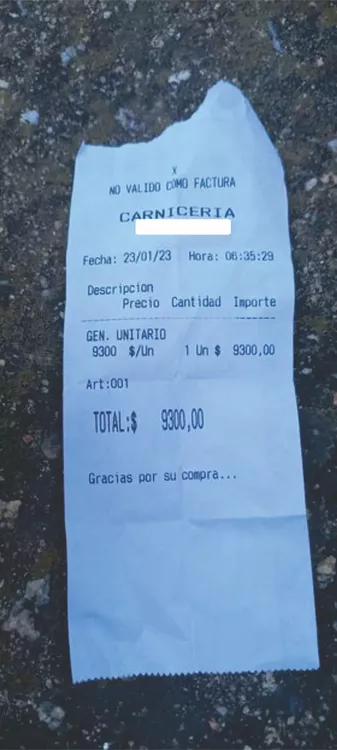 X
NO VALIDO COMO FACTURA
CARNICERIA
Fecha: 23/01/23 Hora: 06:35:29
Descripcion
Precio Cantidad Importe
GEN. UNITARIO
9300 $/Un 1 Un $ 9300,00
Art:001
TOTAL:$ 9300,00
Gracias por su compra...